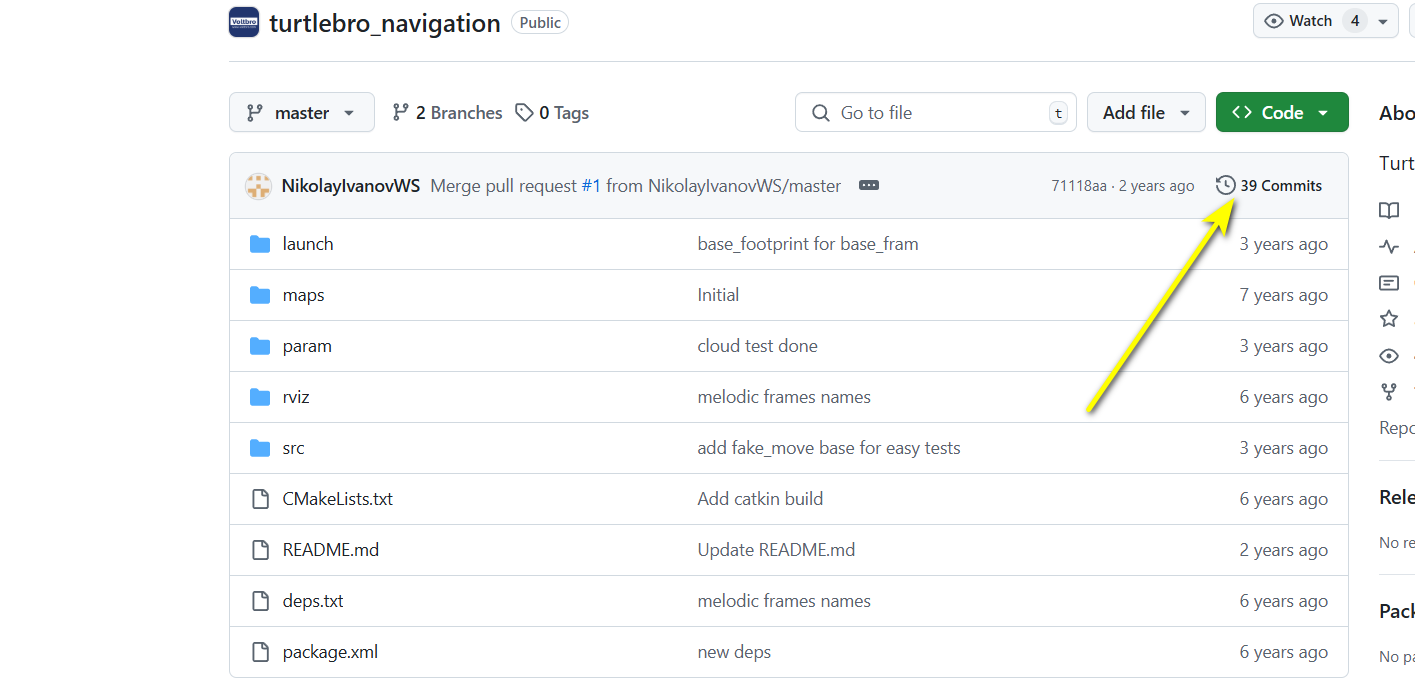 Voltbro
turtlebro_navigation Public Watch 4
master 2 Branches 0 Tags Go to file t Add file Code
NikolayIvanovWS Merge pull request #1 from NikolayIvanovWS/master 71118aa · 2 years ago 39 Commits
launch base_footprint for base_fram 3 years ago
maps Initial 7 years ago
param cloud test done 3 years ago
rviz melodic frames names 6 years ago
src add fake_move base for easy tests 3 years ago
CMakeLists.txt Add catkin build 6 years ago
README.md Update README.md 2 years ago
deps.txt melodic frames names 6 years ago
package.xml new deps 6 years ago
Abo
Turt
Repo
Rele
No re
Pack
No pa